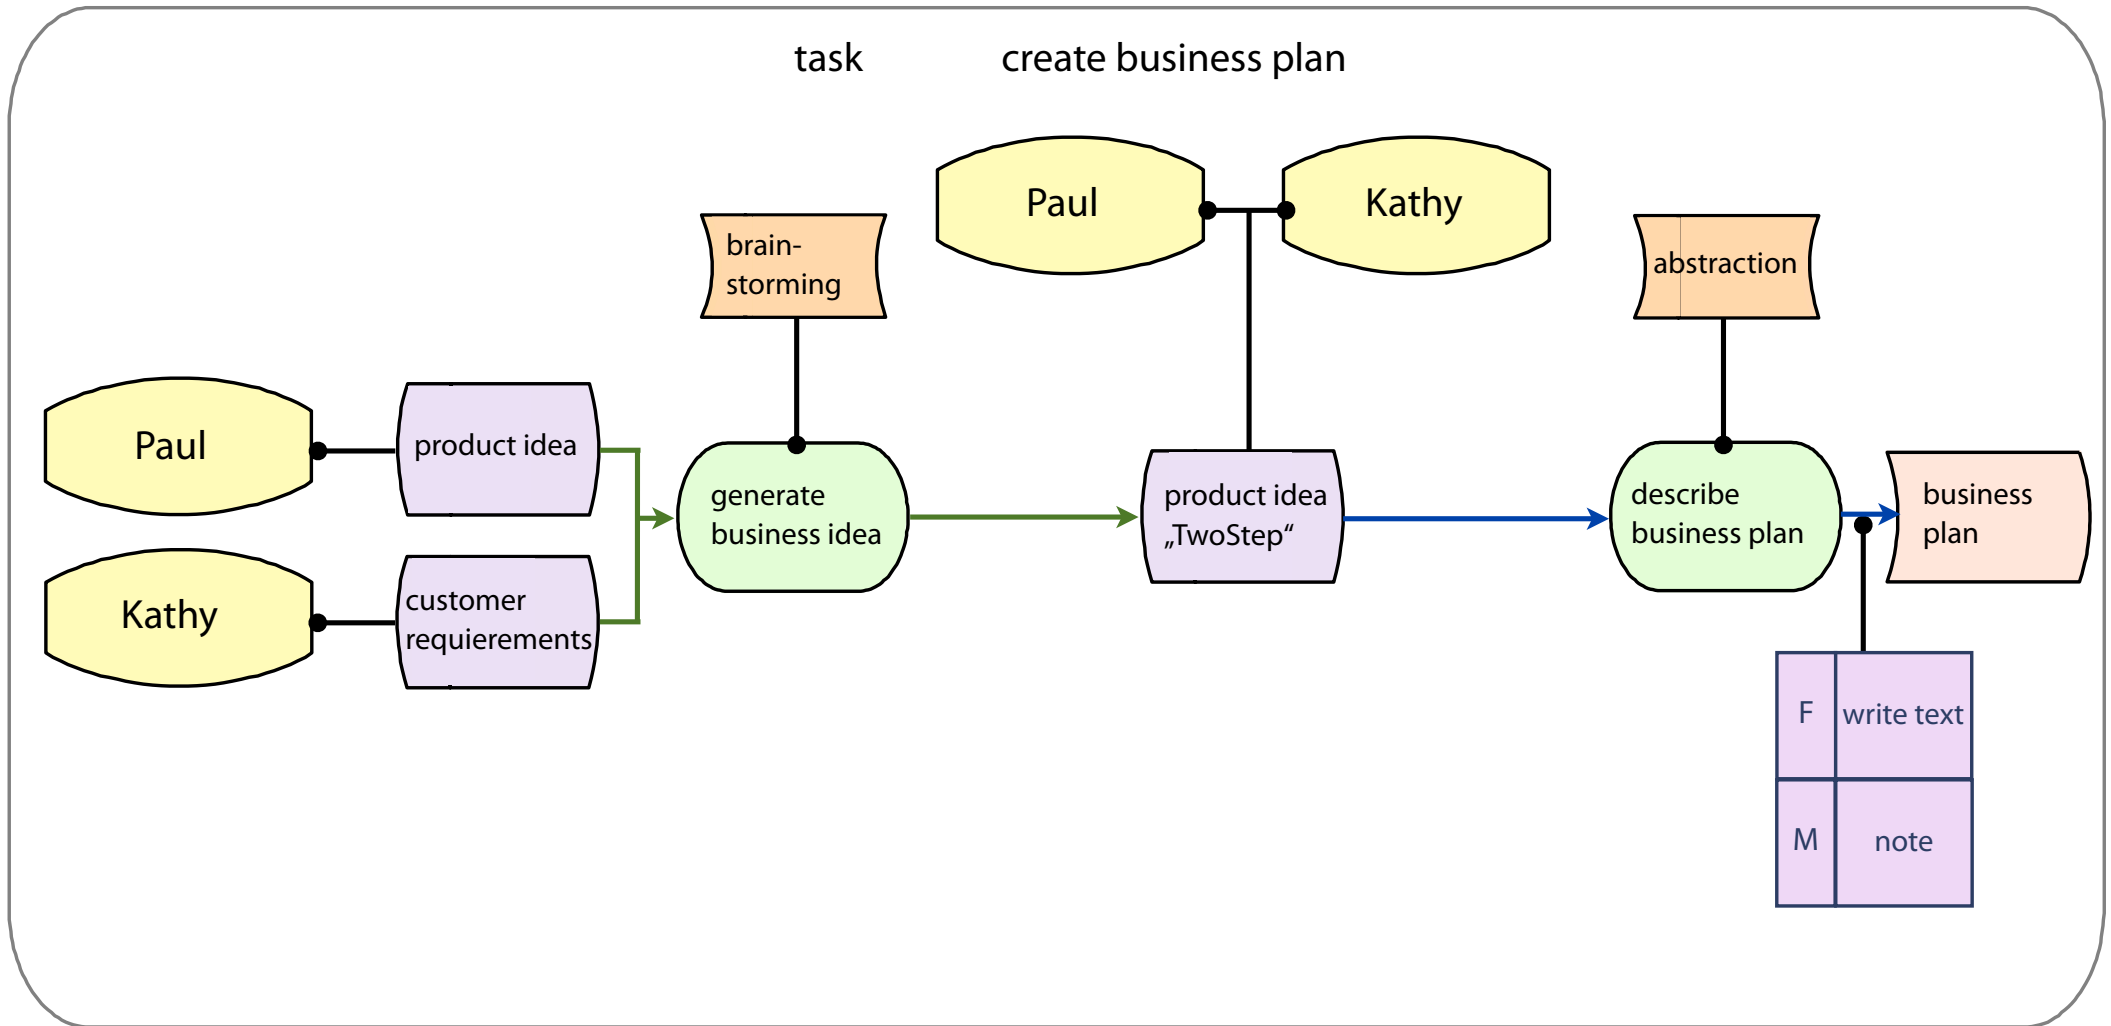 task create business plan
Paul
Kathy
brain-
storming
abstraction
Paul
product idea
generate
business idea
product idea
„TwoStep“
describe
business plan
business
plan
Kathy
customer
requierements
F write text
M note